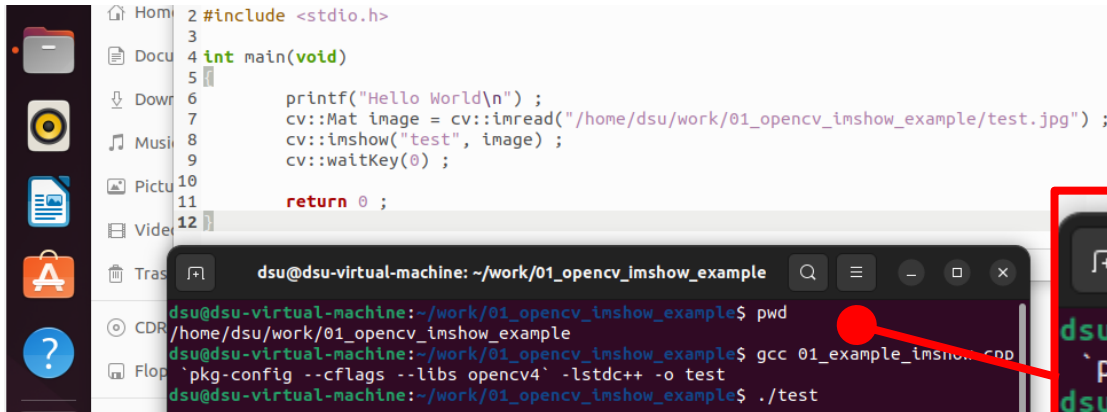 Hom
Docu
Down
Musi
Pictu
Vide
Tras
CDR
Flop
2 #include <stdio.h>
3
4 int main(void)
5 {
6 printf("Hello World\n") ;
7 cv::Mat image = cv::imread("/home/dsu/work/01_opencv_imshow_example/test.jpg") ;
8 cv::imshow("test", image) ;
9 cv::waitKey(0) ;
10
11 return 0 ;
12 }
dsu@dsu-virtual-machine: ~/work/01_opencv_imshow_example
dsu@dsu-virtual-machine:~/work/01_opencv_imshow_example$ pwd
/home/dsu/work/01_opencv_imshow_example
dsu@dsu-virtual-machine:~/work/01_opencv_imshow_example$ gcc 01_example_imshow.cpp
`pkg-config --cflags --libs opencv4` -lstdc++ -o test
dsu@dsu-virtual-machine:~/work/01_opencv_imshow_example$ ./test
dsu
`p
dsu